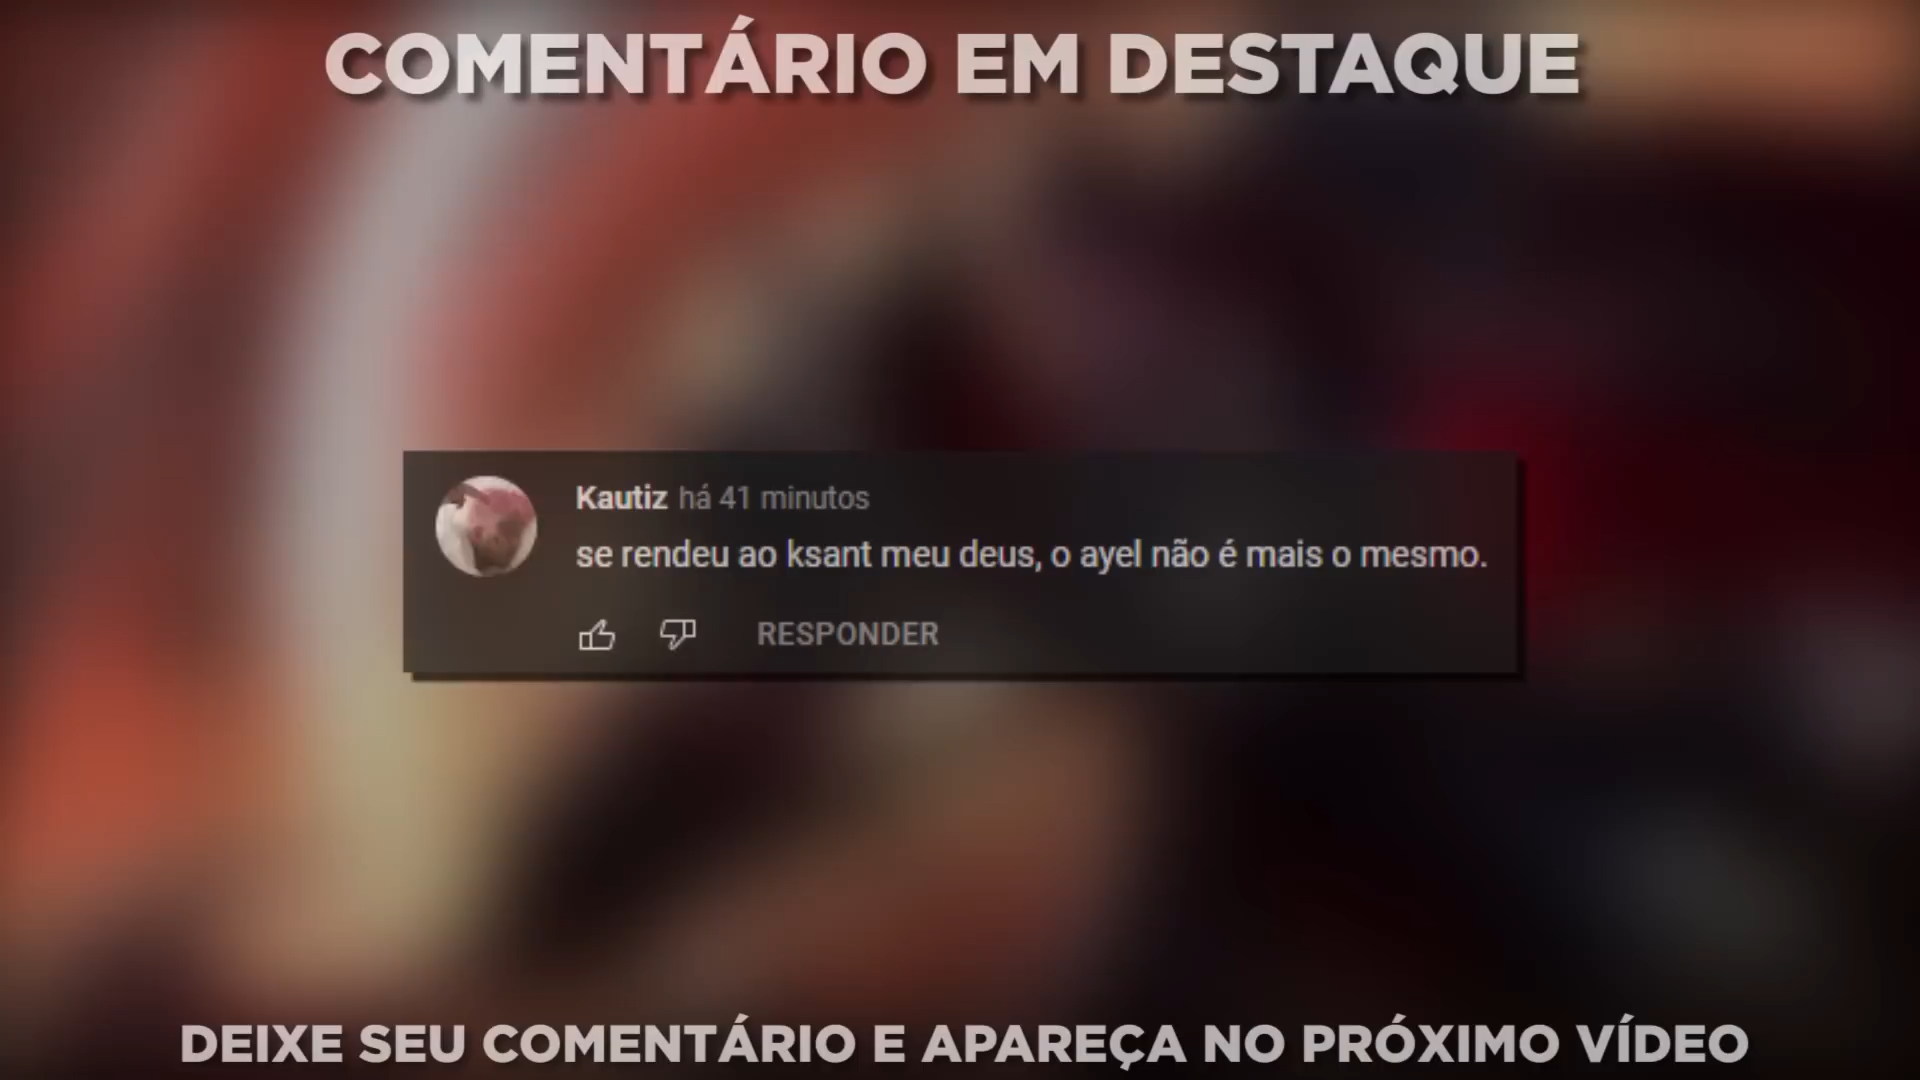 COMENTÁRIO EM DESTAQUE
Kautiz há 41 minutos
se rendeu ao ksant meu deus, o ayel não é mais o mesmo.
RESPONDER
DEIXE SEU COMENTÁRIO E APAREÇA NO PRÓXIMO VÍDEO